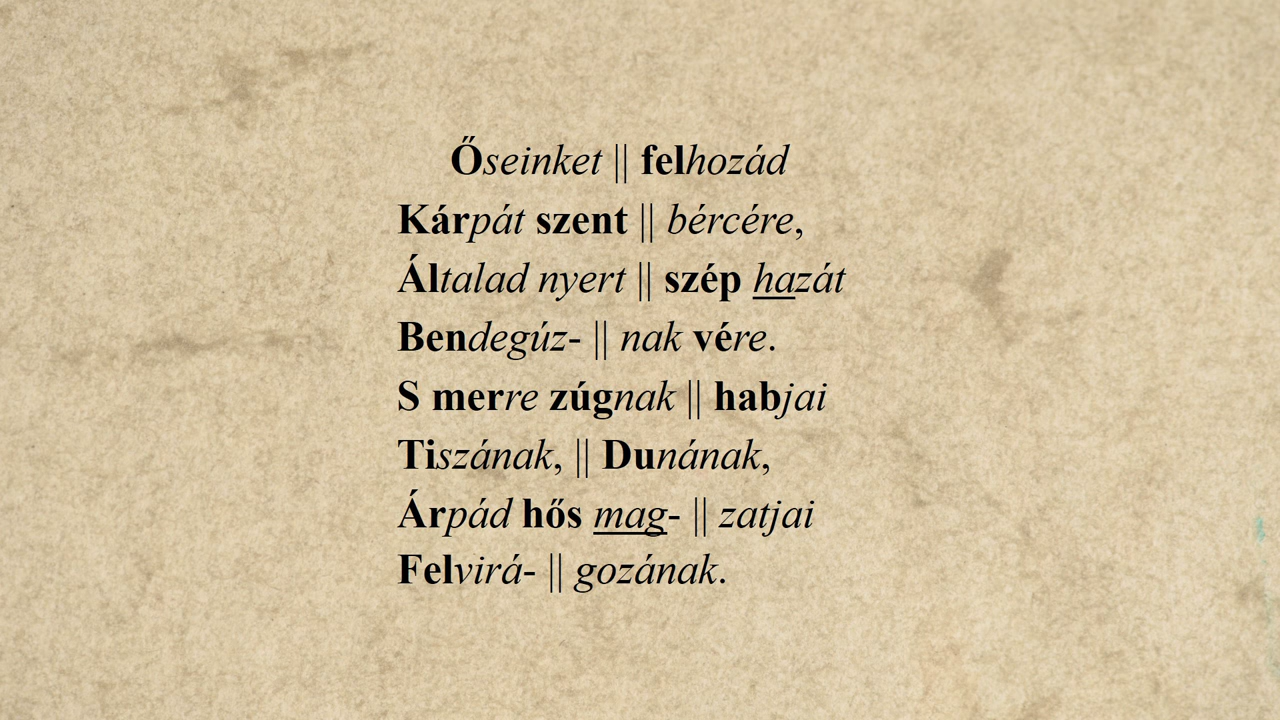 Őseinket || felhozád
Kárpát szent || bércére,
Általad nyert || szép hazát
Bendegúz- || nak vére.
S merre zúgnak || habjai
Tiszának, || Dunának,
Árpád hős mag- || zatjai
Felvirá- || gozának.